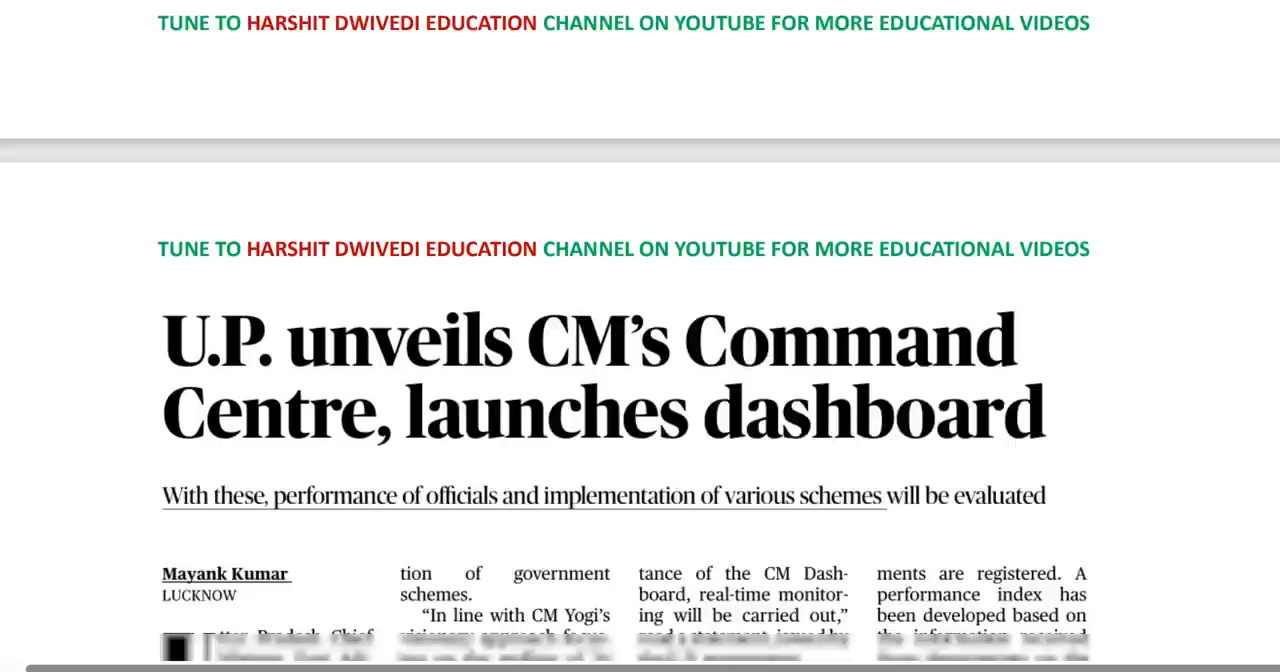 TUNE TO HARSHIT DWIVEDI EDUCATION CHANNEL ON YOUTUBE FOR MORE EDUCATIONAL VIDEOS
TUNE TO HARSHIT DWIVEDI EDUCATION CHANNEL ON YOUTUBE FOR MORE EDUCATIONAL VIDEOS
U.P. unveils CM’s Command
Centre, launches dashboard
With these, performance of officials and implementation of various schemes will be evaluated
Mayank Kumar
LUCKNOW
tion of government
schemes.
“In line with CM Yogi’s
tance of the CM Dash-
board, real-time monitor-
ing will be carried out,”
ments are registered. A
performance index has
been developed based on